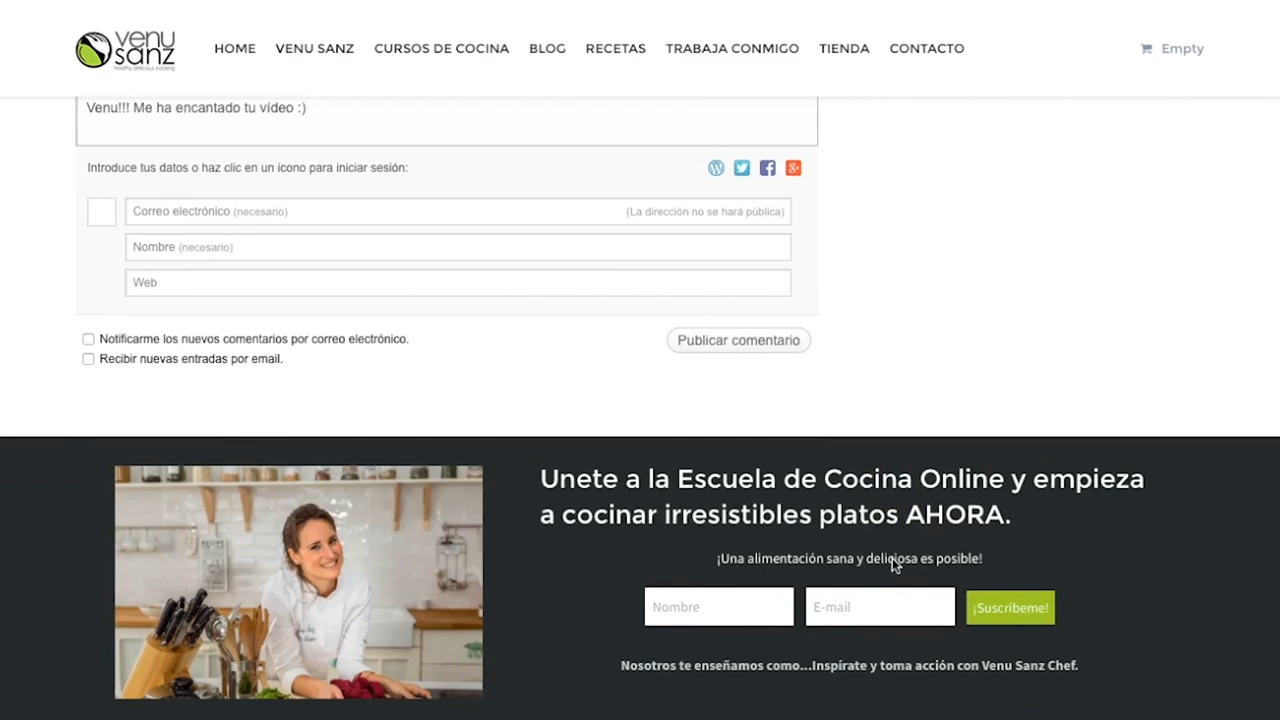 venu
sanz
healthy delicious cooking
HOME VENU SANZ CURSOS DE COCINA BLOG RECETAS TRABAJA CONMIGO TIENDA CONTACTO Empty
Venu!!! Me ha encantado tu vídeo :)
Introduce tus datos o haz clic en un icono para iniciar sesión:
Correo electrónico (necesario) (La dirección no se hará pública)
Nombre (necesario)
Web
Notificarme los nuevos comentarios por correo electrónico.
Publicar comentario
Recibir nuevas entradas por email.
Unete a la Escuela de Cocina Online y empieza
a cocinar irresistibles platos AHORA.
¡Una alimentación sana y deliciosa es posible!
Nombre E-mail ¡Suscríbeme!
Nosotros te enseñamos como...Inspírate y toma acción con Venu Sanz Chef.